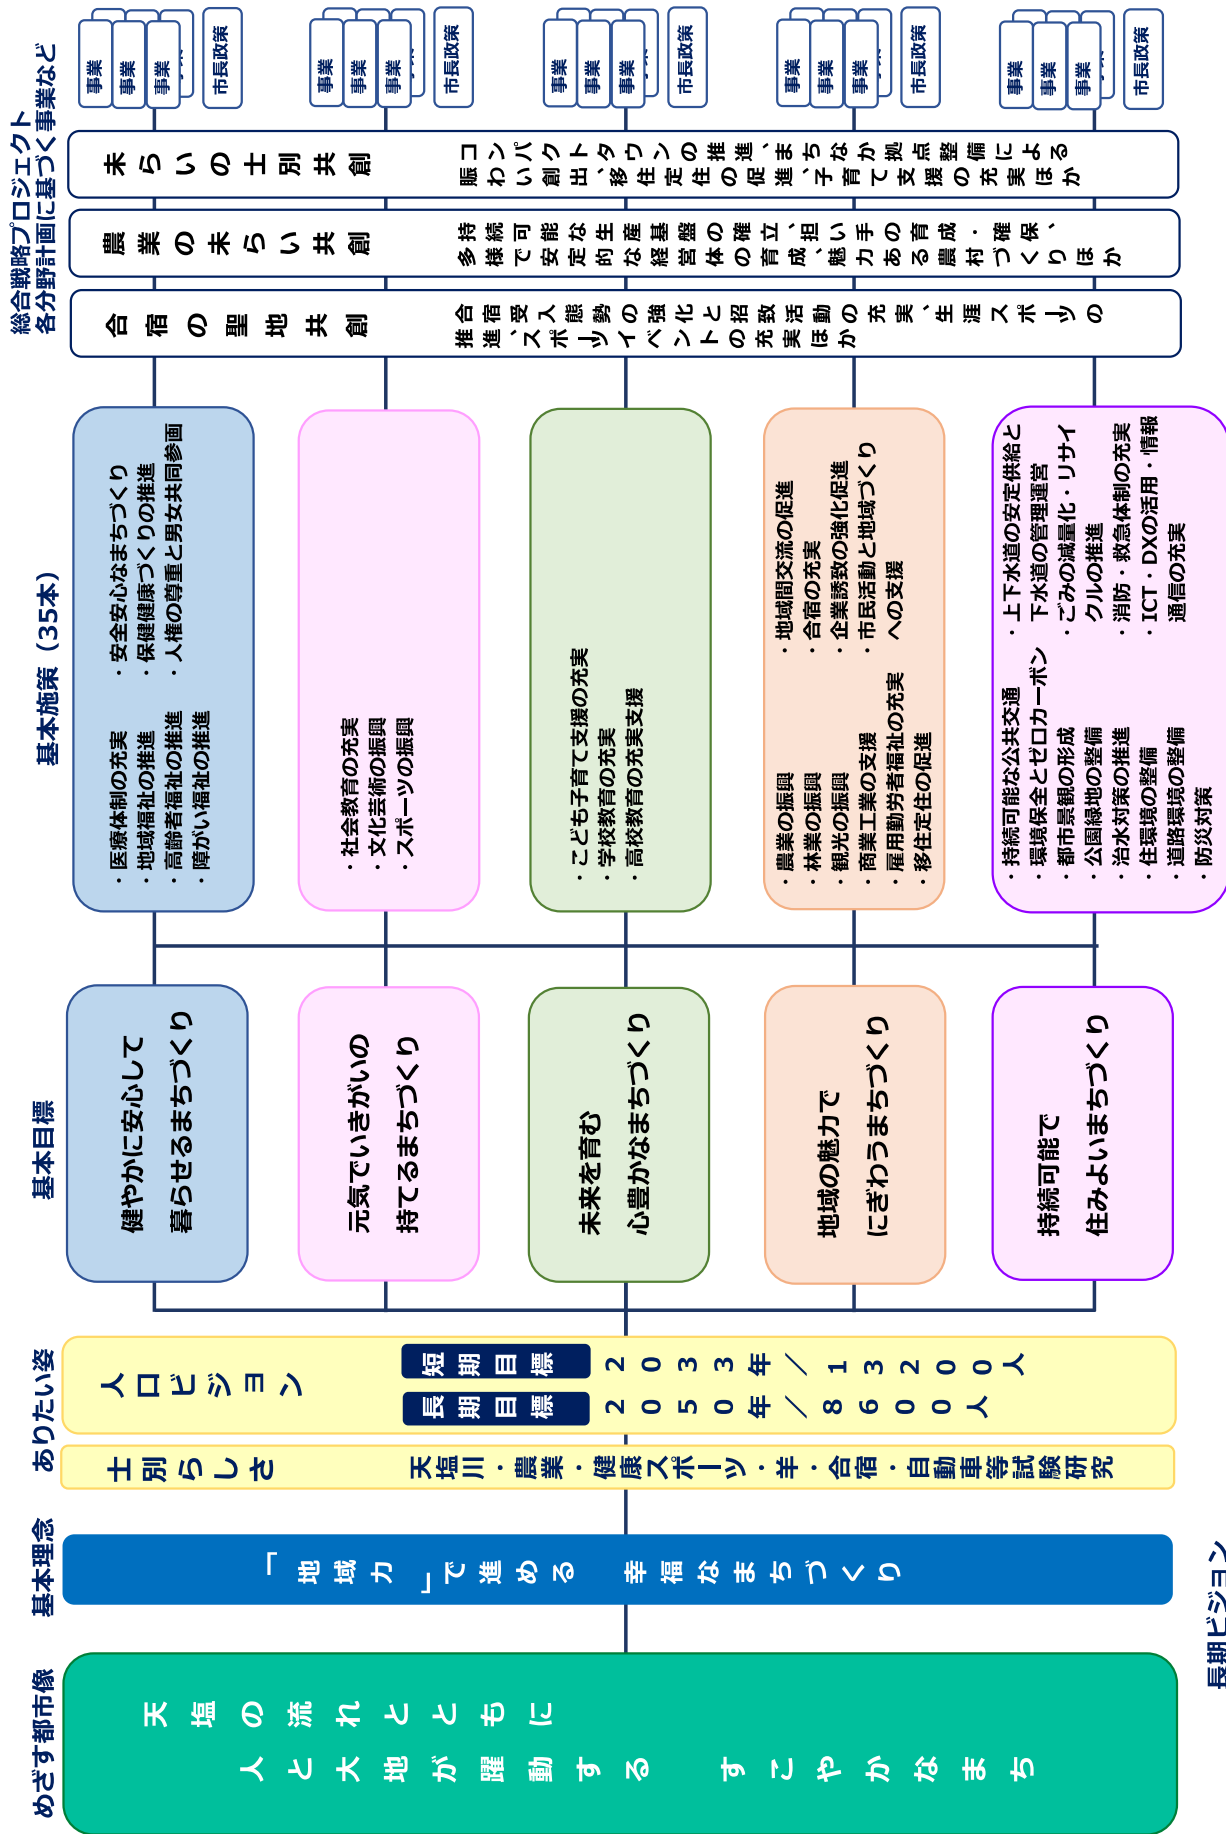 めざす都市像
天塩の流れとともに
人と大地が躍動する　すこやかなまち
基本理念
「地域力」で進める　幸福なまちづくり
ありたい姿
士別らしさ
天塩川・農業・健康スポーツ・羊・合宿・自動車等試験研究
人口ビジョン
短期目標
2033年／13200人
長期目標
2050年／8600人
基本目標
健やかに安心して
暮らせるまちづくり
元気でいきがいの
持てるまちづくり
未来を育む
心豊かなまちづくり
地域の魅力で
にぎわうまちづくり
持続可能で
住みよいまちづくり
基本施策（35本）
・医療体制の充実
・地域福祉の推進
・高齢者福祉の推進
・障がい福祉の推進
・安全安心なまちづくり
・保健健康づくりの推進
・人権の尊重と男女共同参画
・社会教育の充実
・文化芸術の振興
・スポーツの振興
・こども子育て支援の充実
・学校教育の充実
・高校教育の充実支援
・農業の振興
・林業の振興
・観光の振興
・商業工業の支援
・雇用勤労者福祉の充実
・移住定住の促進
・地域間交流の促進
・合宿の充実
・企業誘致の強化促進
・市民活動と地域づくり
への支援
・持続可能な公共交通
・環境保全とゼロカーボン
・都市景観の形成
・公園緑地の整備
・治水対策の推進
・住環境の整備
・道路環境の整備
・防災対策
・上下水道の安定供給と
下水道の管理運営
・ごみの減量化・リサイ
クルの推進
・消防・救急体制の充実
・ICT・DXの活用・情報
通信の充実
総合戦略プロジェクト
各分野計画に基づく事業など
合宿の聖地共創
合宿受入態勢の強化と招致活動の充実、生涯スポーツの
推進、スポーツイベントの充実ほか
農業の未らい共創
持続可能な生産基盤の確立、担い手の育成・確保、
多様で安定的な経営体の育成、魅力ある農村づくりほか
未らいの士別共創
コンパクトタウンの推進、まちなか拠点整備による
賑わい創出、移住定住の促進、子育て支援の充実ほか
事業
事業
事業
事業
市長政策
事業
事業
事業
事業
市長政策
事業
事業
事業
事業
市長政策
事業
事業
事業
事業
市長政策
事業
事業
事業
事業
市長政策
長期ビジョン